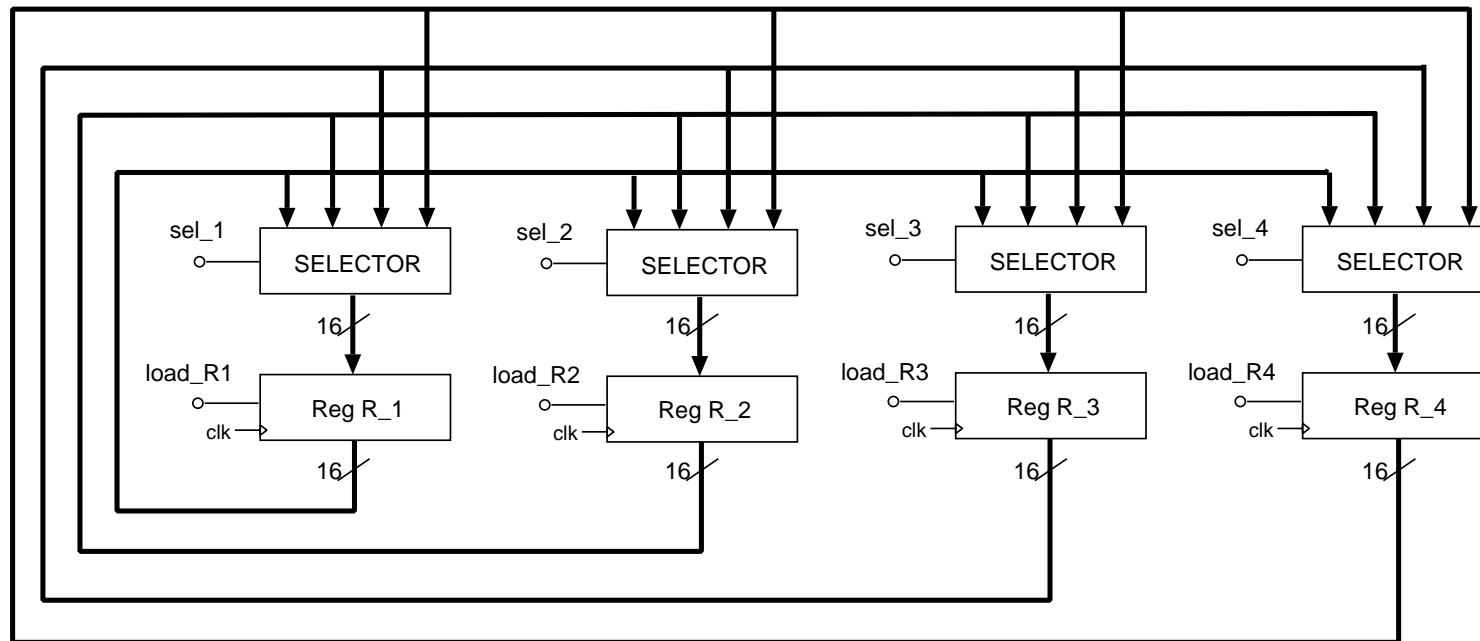 sel_1
sel_2
sel_3
sel_4
SELECTOR
SELECTOR
SELECTOR
SELECTOR
16
16
16
16
load_R1
load_R2
load_R3
load_R4
Reg R_1
Reg R_2
Reg R_3
Reg R_4
clk
clk
clk
clk
16
16
16
16